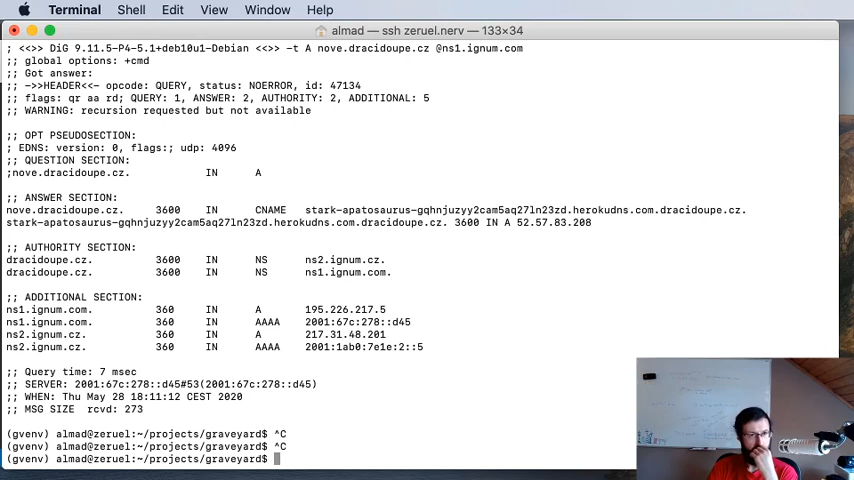 Terminal Shell Edit View Window Help
almad — ssh zeruel.nerv — 133×34
; <<>> DiG 9.11.5-P4-5.1+deb10u1-Debian <<>> -t A nove.dracidoupe.cz @ns1.ignum.com
;; global options: +cmd
;; Got answer:
;; ->>HEADER<<- opcode: QUERY, status: NOERROR, id: 47134
;; flags: qr aa rd; QUERY: 1, ANSWER: 2, AUTHORITY: 2, ADDITIONAL: 5
;; WARNING: recursion requested but not available
;; OPT PSEUDOSECTION:
; EDNS: version: 0, flags:; udp: 4096
;; QUESTION SECTION:
;nove.dracidoupe.cz. IN A
;; ANSWER SECTION:
nove.dracidoupe.cz. 3600 IN CNAME stark-apatosaurus-gqhnjuzyy2cam5aq27ln23zd.herokudns.com.dracidoupe.cz.
stark-apatosaurus-gqhnjuzyy2cam5aq27ln23zd.herokudns.com.dracidoupe.cz. 3600 IN A 52.57.83.208
;; AUTHORITY SECTION:
dracidoupe.cz. 3600 IN NS ns2.ignum.cz.
dracidoupe.cz. 3600 IN NS ns1.ignum.com.
;; ADDITIONAL SECTION:
ns1.ignum.com. 360 IN A 195.226.217.5
ns1.ignum.com. 360 IN AAAA 2001:67c:278::d45
ns2.ignum.cz. 360 IN A 217.31.48.201
ns2.ignum.cz. 360 IN AAAA 2001:1ab0:7e1e:2::5
;; Query time: 7 msec
;; SERVER: 2001:67c:278::d45#53(2001:67c:278::d45)
;; WHEN: Thu May 28 18:11:12 CEST 2020
;; MSG SIZE rcvd: 273
(gvenv) almad@zeruel:~/projects/graveyard$ ^C
(gvenv) almad@zeruel:~/projects/graveyard$ ^C
(gvenv) almad@zeruel:~/projects/graveyard$